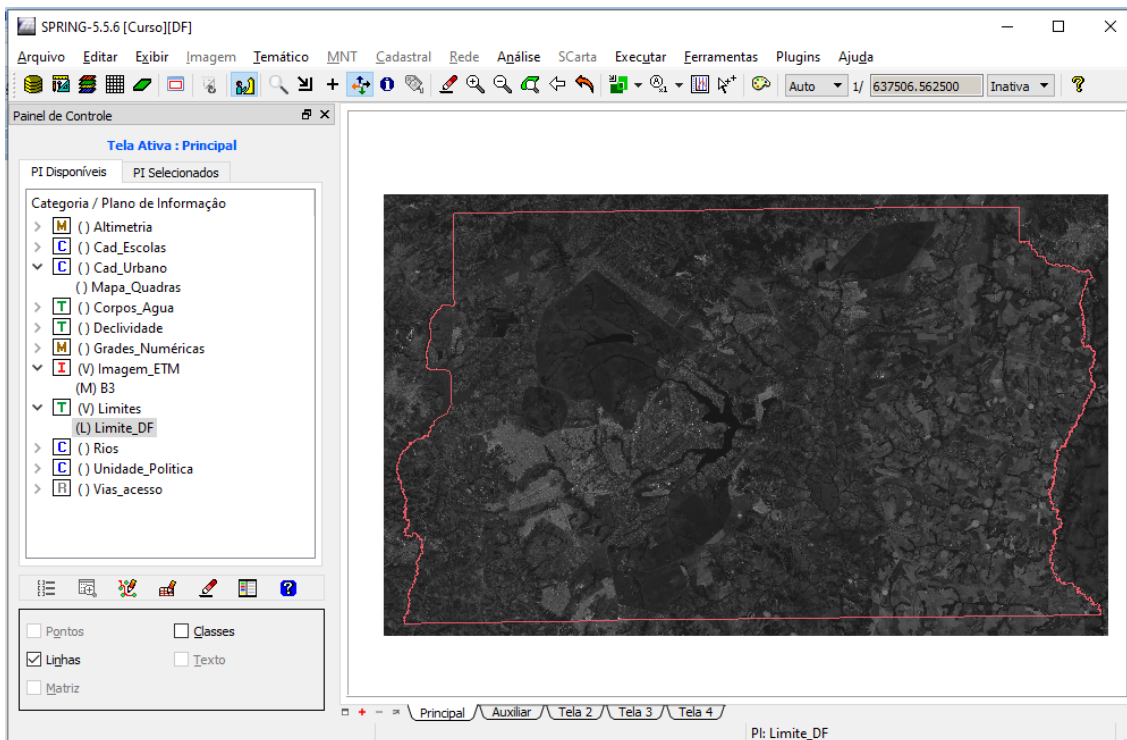 SPRING-5.5.6 [Curso][DF]
Arquivo Editar Exibir Imagem Temático MNT Cadastral Rede Análise SCarta Executar Ferramentas Plugins Ajuda
Auto 1/ 637506.562500 Inativa
Painel de Controle
Tela Ativa : Principal
PI Disponíveis PI Selecionados
Categoria / Plano de Informação
M () Altimetria
C () Cad_Escolas
C () Cad_Urbano
() Mapa_Quadras
T () Corpos_Agua
T () Declividade
M () Grades_Numéricas
I (V) Imagem_ETM
(M) B3
T (V) Limites
(L) Limite_DF
C () Rios
C () Unidade_Politica
R () Vias_acesso
Pontos Classes
Linhas Texto
Matriz
Principal Auxiliar Tela 2 Tela 3 Tela 4
PI: Limite_DF